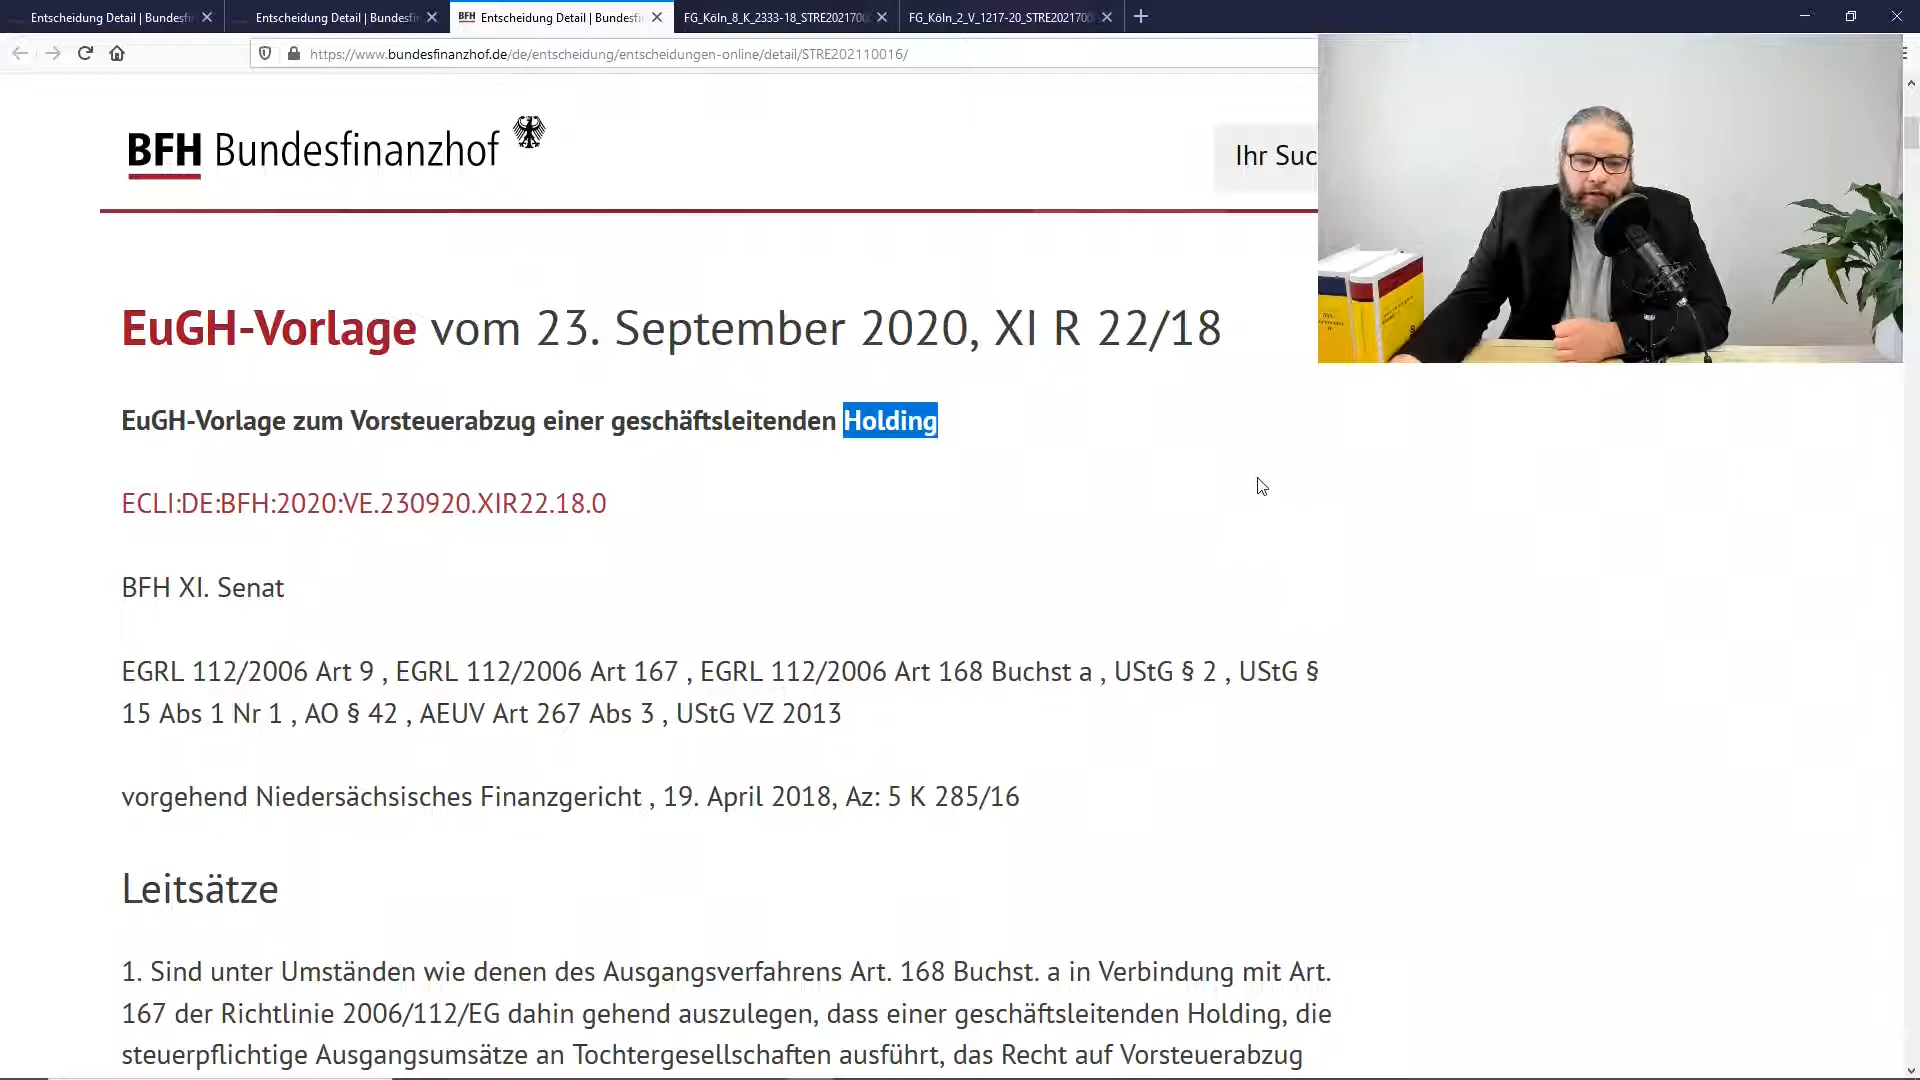 Entscheidung Detail | Bundesfi
Entscheidung Detail | Bundesfi
BFH Entscheidung Detail | Bundesfi
FG_Köln_8_K_2333-18_STRE2021700
FG_Köln_2_V_1217-20_STRE2021700
https://www.bundesfinanzhof.de/de/entscheidung/entscheidungen-online/detail/STRE202110016/
BFH Bundesfinanzhof
Ihr Suc
EuGH-Vorlage vom 23. September 2020, XI R 22/18
EuGH-Vorlage zum Vorsteuerabzug einer geschäftsleitenden Holding
ECLI:DE:BFH:2020:VE.230920.XIR22.18.0
BFH XI. Senat
EGRL 112/2006 Art 9 , EGRL 112/2006 Art 167 , EGRL 112/2006 Art 168 Buchst a , UStG § 2 , UStG §
15 Abs 1 Nr 1 , AO § 42 , AEUV Art 267 Abs 3 , UStG VZ 2013
vorgehend Niedersächsisches Finanzgericht , 19. April 2018, Az: 5 K 285/16
Leitsätze
1. Sind unter Umständen wie denen des Ausgangsverfahrens Art. 168 Buchst. a in Verbindung mit Art.
167 der Richtlinie 2006/112/EG dahin gehend auszulegen, dass einer geschäftsleitenden Holding, die
steuerpflichtige Ausgangsumsätze an Tochtergesellschaften ausführt, das Recht auf Vorsteuerabzug